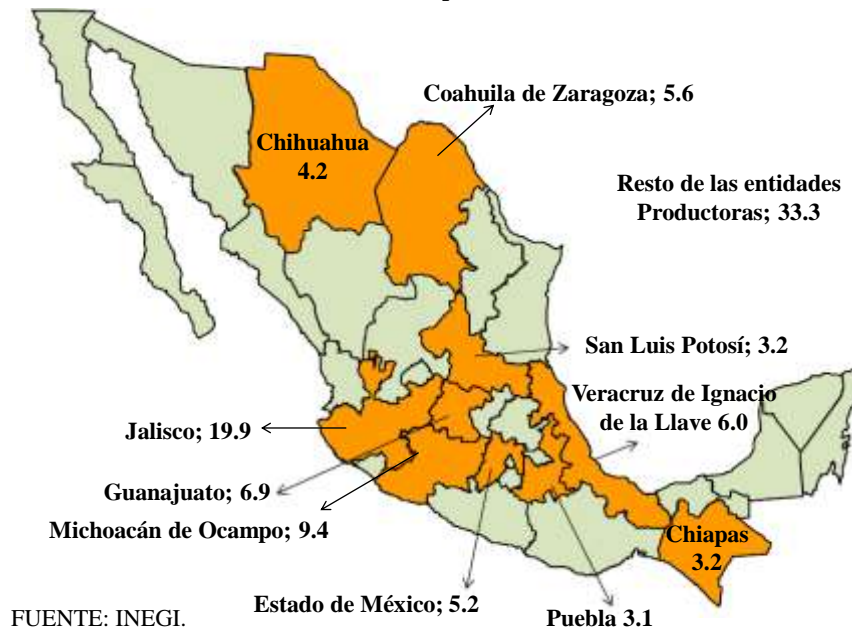 Coahuila de Zaragoza; 5.6
Chihuahua
4.2
Resto de las entidades
Productoras; 33.3
San Luis Potosí; 3.2
Veracruz de Ignacio
de la Llave 6.0
Jalisco; 19.9
Guanajuato; 6.9
Michoacán de Ocampo; 9.4
Chiapas
3.2
Estado de México; 5.2
Puebla 3.1
FUENTE: INEGI.